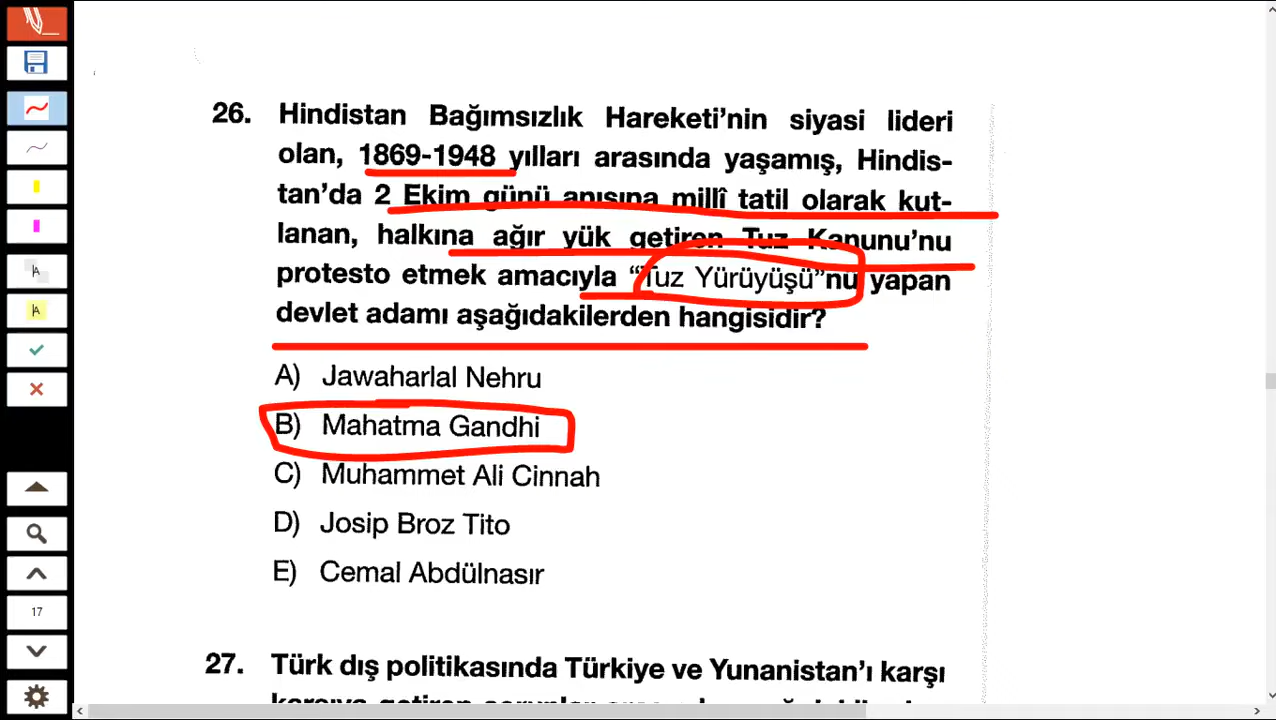 26. Hindistan Bağımsızlık Hareketi’nin siyasi lideri
olan, 1869-1948 yılları arasında yaşamış, Hindis-
tan’da 2 Ekim günü anısına millî tatil olarak kut-
lanan, halkına ağır yük getiren Tuz Kanunu’nu
protesto etmek amacıyla “Tuz Yürüyüşü”nü yapan
devlet adamı aşağıdakilerden hangisidir?
A) Jawaharlal Nehru
B) Mahatma Gandhi
C) Muhammet Ali Cinnah
D) Josip Broz Tito
E) Cemal Abdülnasır
27. Türk dış politikasında Türkiye ve Yunanistan’ı karşı
karşıya getiren sorunlar
A
A
17